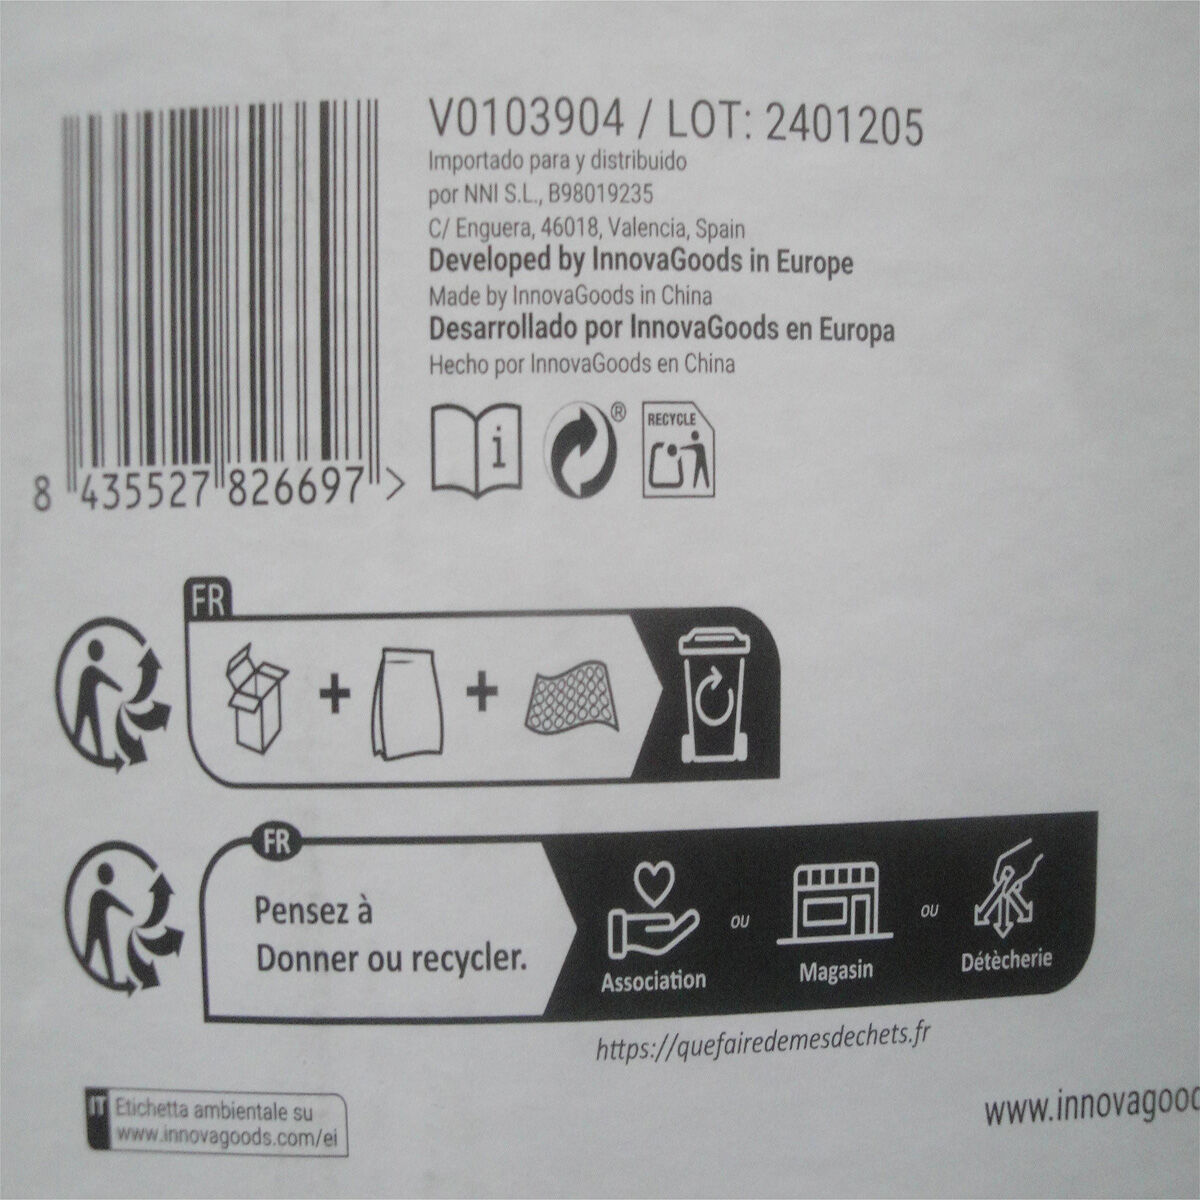 V0103904 / LOT: 2401205
Importado para y distribuido
por NNI S.L., B98019235
C/ Enguera, 46018, Valencia, Spain
Developed by InnovaGoods in Europe
Made by InnovaGoods in China
Desarrollado por InnovaGoods en Europa
Hecho por InnovaGoods en China
i
®
RECYCLE
8 435527 826697 >
FR
FR
Pensez à
Donner ou recycler.
Association
ou
Magasin
ou
Détècherie
https://quefairedemesdechets.fr
IT
Etichetta ambientale su
www.innovagoods.com/ei
www.innovagood